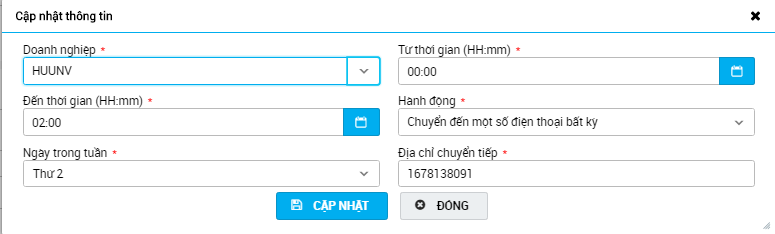 Cập nhật thông tin
Doanh nghiệp *
Từ thời gian (HH:mm) *
HUUNV
00:00
Đến thời gian (HH:mm) *
Hành động *
02:00
Chuyển đến một số điện thoại bất kỳ
Ngày trong tuần *
Địa chỉ chuyển tiếp *
Thứ 2
1678138091
CẬP NHẬT
ĐÓNG